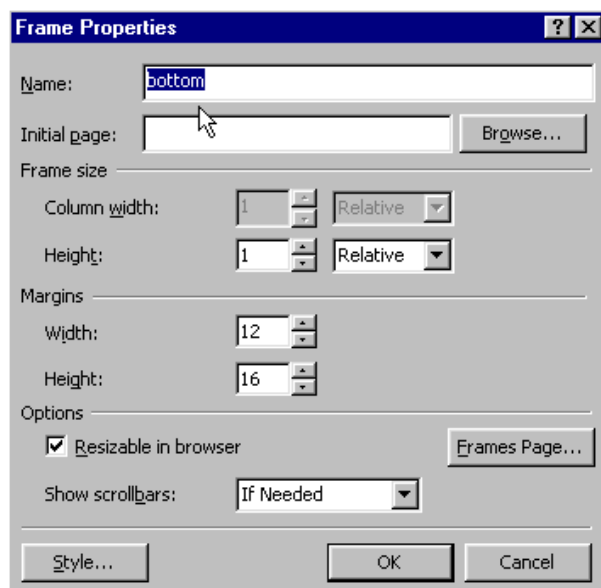 Frame Properties
Name: bottom
Initial page: Browse...
Frame size
Column width: 1 Relative
Height: 1 Relative
Margins
Width: 12
Height: 16
Options
Resizable in browser Frames Page...
Show scrollbars: If Needed
Style... OK Cancel